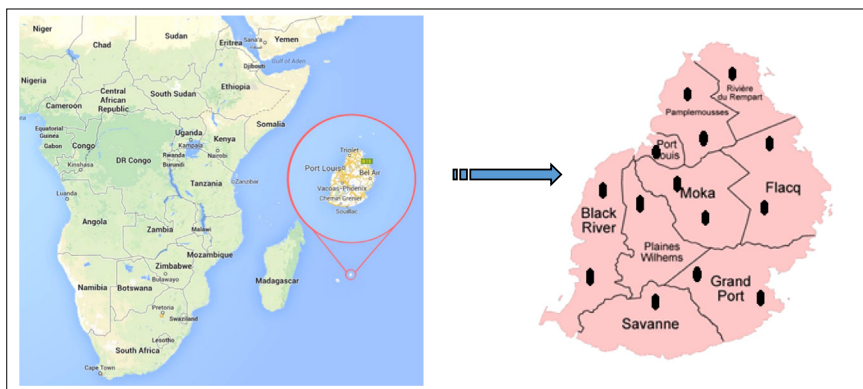 Niger
Chad
Sudan
Eritrea
Sana'a
Yemen
Gulf of Aden
Djibouti
Nigeria
Ethiopia
South Sudan
Central
African
Republic
Cameroon
Somalia
Equatorial
Guinea
Gabon
Congo
Uganda
Kampala
Kenya
Nairobi
DR Congo
Rwanda
Burundi
Kinshasa
Tanzania
Zanzibar
Luanda
Angola
Zambia
Malawi
Mozambique
Zimbabwe
Bulawayo
Namibia
Botswana
Madagascar
Pretoria
Swaziland
Lesotho
South Africa
Cape Town
Triolet
Port Louis
Bel Air
Vacoas-Phoenix
Chemin Grenier
Souillac
Rivière
du Rempart
Pamplemousses
Port
Louis
Moka
Flacq
Black
River
Plaines
Wilhems
Grand
Port
Savanne